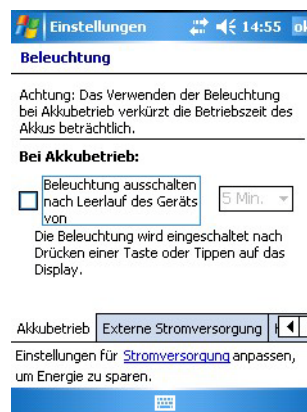 Einstellungen 14:55 ok
Beleuchtung
Achtung: Das Verwenden der Beleuchtung
bei Akkubetrieb verkürzt die Betriebszeit des
Akkus beträchtlich.
Bei Akkubetrieb:
Beleuchtung ausschalten
nach Leerlauf des Geräts
von
5 Min.
Die Beleuchtung wird eingeschaltet nach
Drücken einer Taste oder Tippen auf das
Display.
Akkubetrieb Externe Stromversorgung
Einstellungen für Stromversorgung anpassen,
um Energie zu sparen.